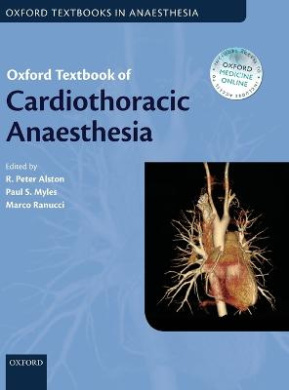 OXFORD TEXTBOOKS IN ANAESTHESIA
OXFORD
MEDICINE
ONLINE
Oxford Textbook of
Cardiothoracic
Anaesthesia
Edited by
R. Peter Alston
Paul S. Myles
Marco Ranucci
OXFORD